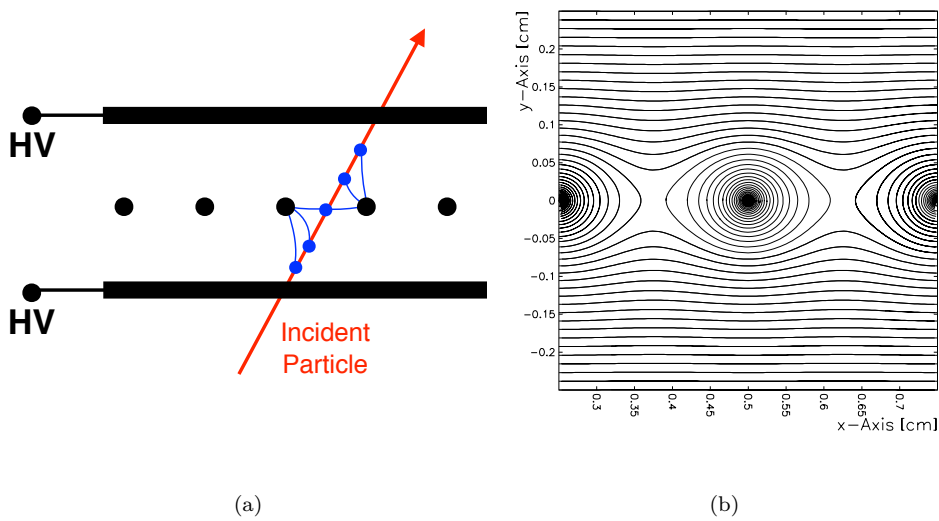 HV
HV
Incident
Particle
(a)
y-Axis [cm]
0.2
0.15
0.1
0.05
0
-0.05
-0.1
-0.15
-0.2
0.3
0.35
0.4
0.45
0.5
0.55
0.6
0.65
0.7
x-Axis [cm]
(b)